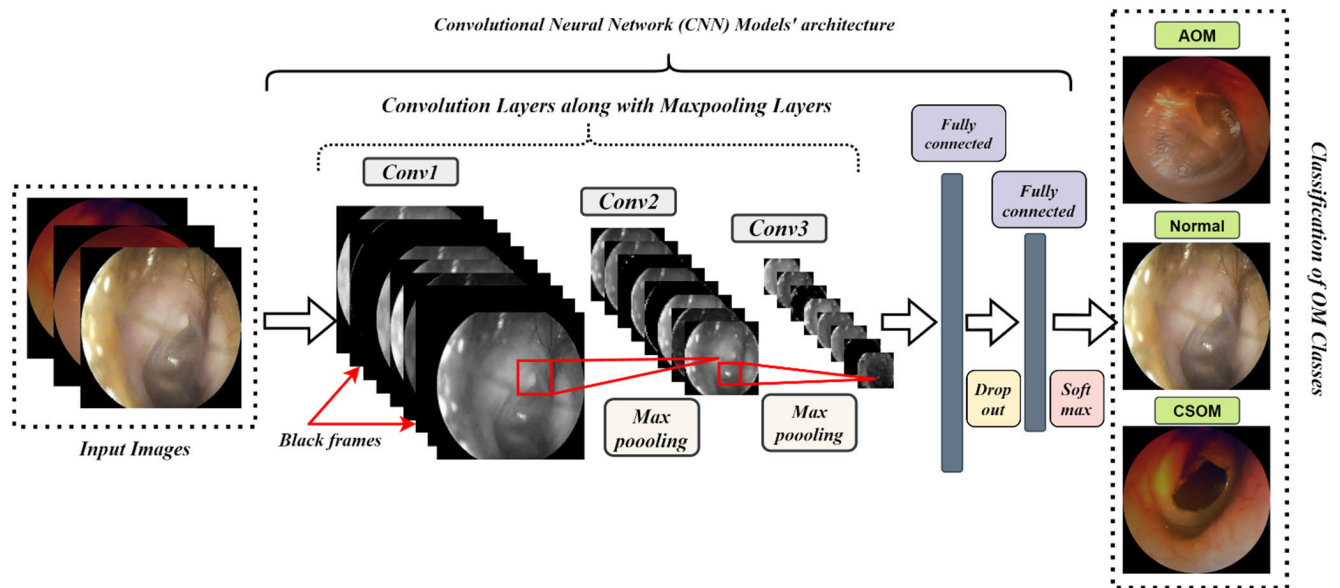 Convolutional Neural Network (CNN) Models' architecture
Convolution Layers along with Maxpooling Layers
Conv1
Conv2
Conv3
Fully
connected
Fully
connected
Input Images
Black frames
Max
poooling
Max
poooling
Drop
out
Soft
max
AOM
Normal
CSOM
Classification of OM Classes